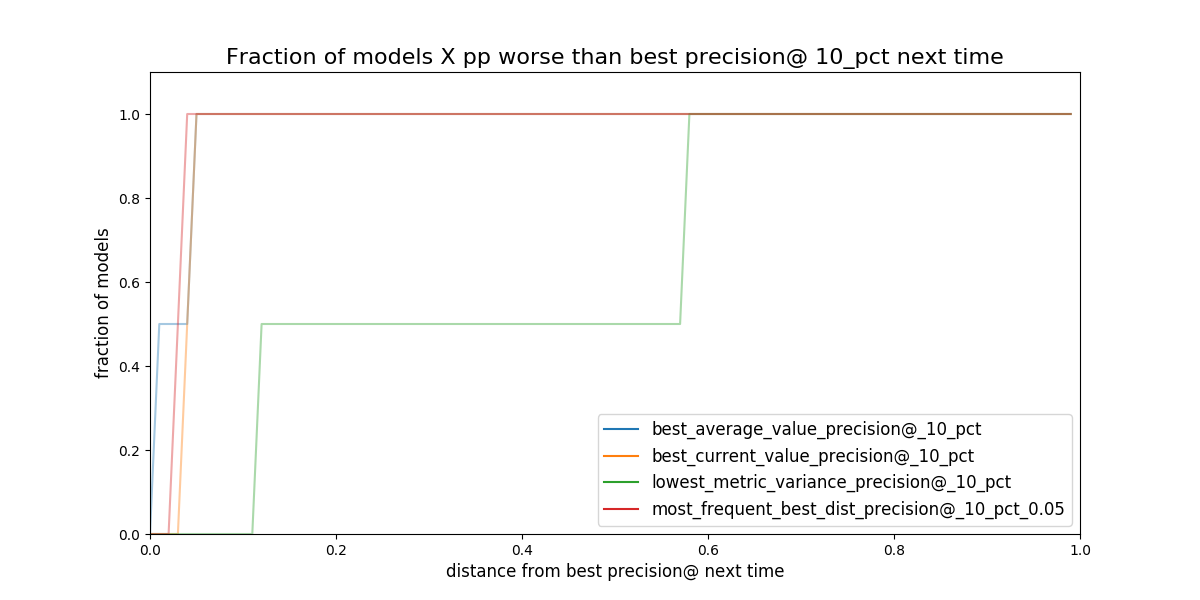 Fraction of models X pp worse than best precision@ 10_pct next time
1.0
0.8
0.6
0.4
0.2
0.0
fraction of models
best_average_value_precision@_10_pct
best_current_value_precision@_10_pct
lowest_metric_variance_precision@_10_pct
most_frequent_best_dist_precision@_10_pct_0.05
0.0 0.2 0.4 0.6 0.8 1.0
distance from best precision@ next time